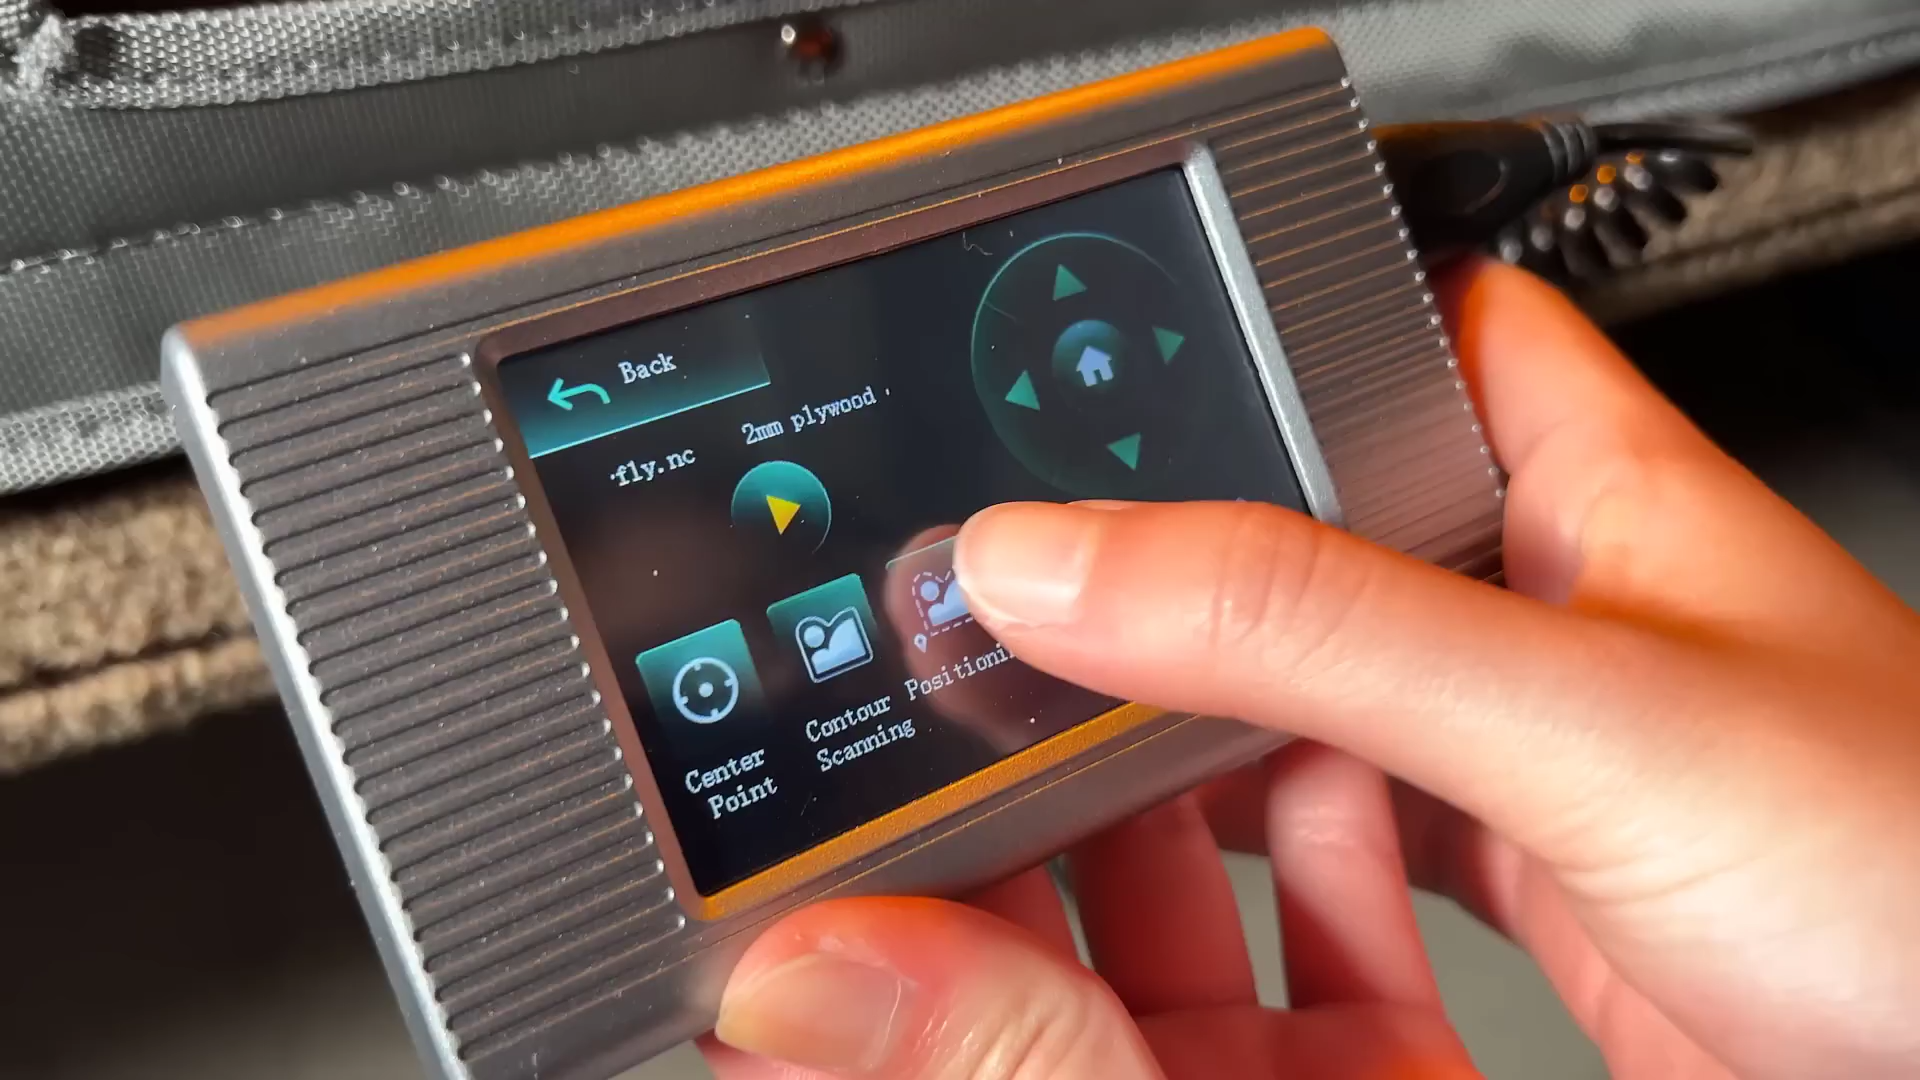 Back
2mm plywood
fly.nc
Center
Point
Contour
Scanning